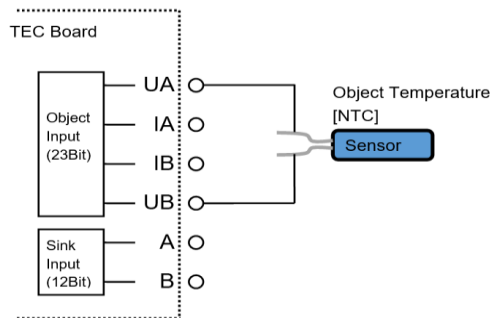 TEC Board
Object Temperature
[NTC]
Sensor
Object
Input
(23Bit)
UA
IA
IB
UB
Sink
Input
(12Bit)
A
B